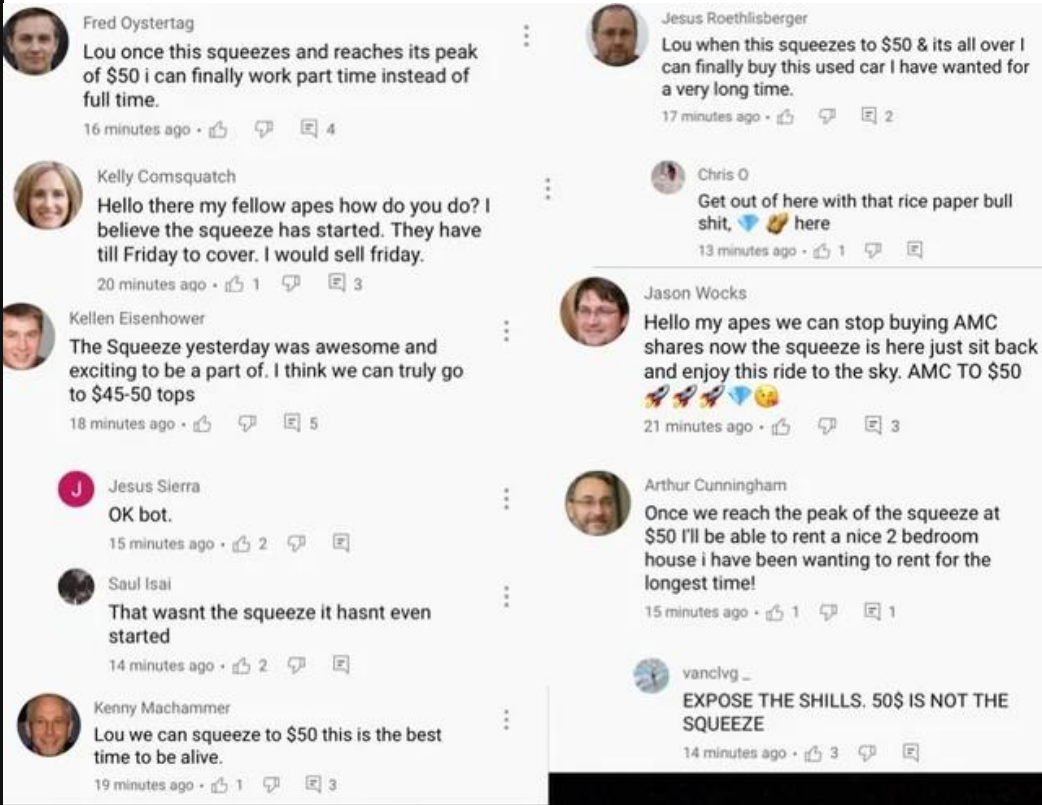 Fred Oystertag
Lou once this squeezes and reaches its peak
of $50 i can finally work part time instead of
full time.
16 minutes ago • 4
Kelly Comsquatch
Hello there my fellow apes how do you do? I
believe the squeeze has started. They have
till Friday to cover. I would sell friday.
20 minutes ago • 1 3
Kellen Eisenhower
The Squeeze yesterday was awesome and
exciting to be a part of. I think we can truly go
to $45-50 tops
18 minutes ago • 5
J
Jesus Sierra
OK bot.
15 minutes ago • 2
Saul Isai
That wasnt the squeeze it hasnt even
started
14 minutes ago • 2
Kenny Machammer
Lou we can squeeze to $50 this is the best
time to be alive.
19 minutes ago • 1 3
Jesus Roethlisberger
Lou when this squeezes to $50 & its all over I
can finally buy this used car I have wanted for
a very long time.
17 minutes ago • 2
Chris O
Get out of here with that rice paper bull
shit, 💎 here
13 minutes ago • 1
Jason Wocks
Hello my apes we can stop buying AMC
shares now the squeeze is here just sit back
and enjoy this ride to the sky. AMC TO $50
🚀🚀🚀💎😘
21 minutes ago • 3
Arthur Cunningham
Once we reach the peak of the squeeze at
$50 I'll be able to rent a nice 2 bedroom
house i have been wanting to rent for the
longest time!
15 minutes ago • 1 1
vanclvg _
EXPOSE THE SHILLS. 50$ IS NOT THE
SQUEEZE
14 minutes ago • 3